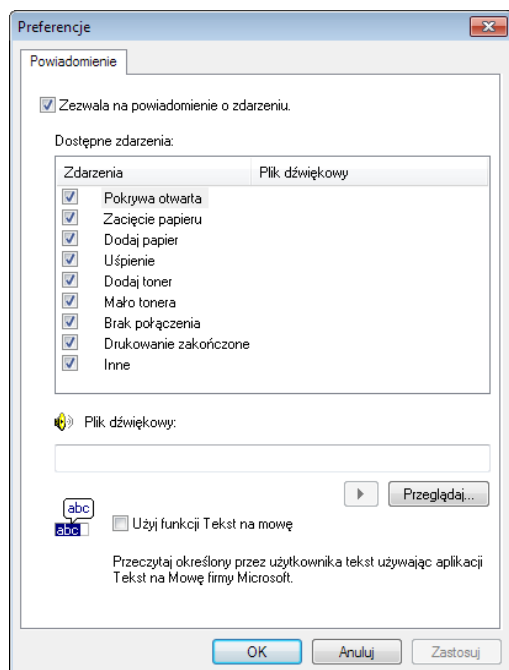 Preferencje
Powiadomienie
Zezwala na powiadomienie o zdarzeniu.
Dostępne zdarzenia:
Zdarzenia Plik dźwiękowy
Pokrywa otwarta
Zacięcie papieru
Dodaj papier
Uśpienie
Dodaj toner
Mało tonera
Brak połączenia
Drukowanie zakończone
Inne
Plik dźwiękowy:
Przeglądaj...
abc
abc
Użyj funkcji Tekst na mowę
Przeczytaj określony przez użytkownika tekst używając aplikacji
Tekst na Mowę firmy Microsoft.
OK Anuluj Zastosuj